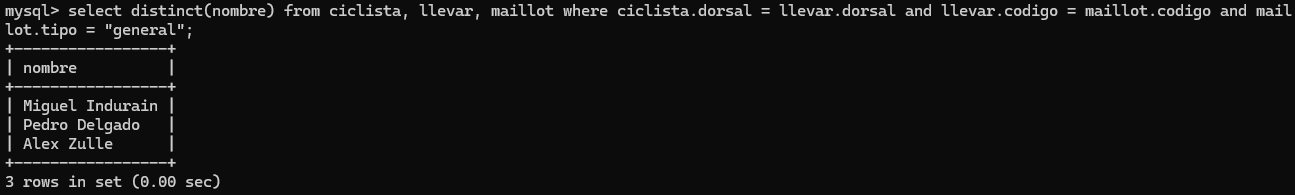 mysql> select distinct(nombre) from ciclista, llevar, maillot where ciclista.dorsal = llevar.dorsal and llevar.codigo = maillot.codigo and mail
lot.tipo = "general";
+-----------------+
| nombre          |
+-----------------+
| Miguel Indurain |
| Pedro Delgado   |
| Alex Zulle      |
+-----------------+
3 rows in set (0.00 sec)